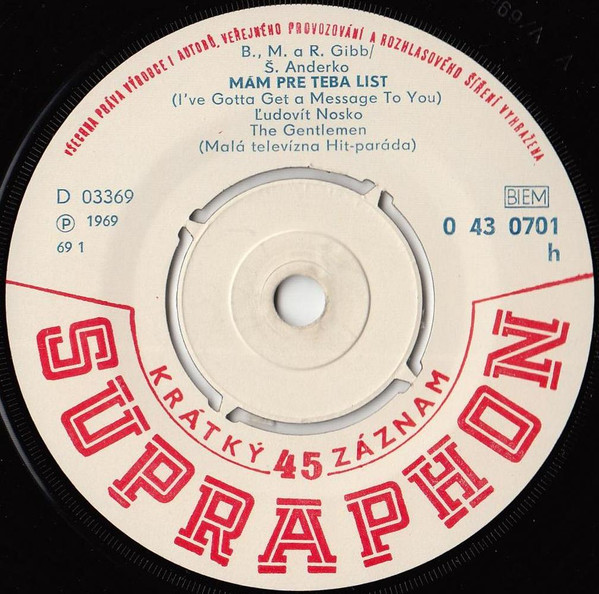 VŠECHNA PRÁVA VÝROBCE I AUTORŮ, VEŘEJNÉHO PROVOZOVÁNÍ A ROZHLASOVÉHO ŠÍŘENÍ VYHRAŽENA.
B., M. a R. Gibb/
Š. Anderko
MÁM PRE TEBA LIST
(I've Gotta Get a Message To You)
Ľudovít Nosko
The Gentlemen
(Malá televízna Hit-paráda)
D 03369
Ⓟ 1969
69 1
BIEM
0 43 0701
h
KRÁTKÝ 45 ZÁZNAM
SUPRAPHON